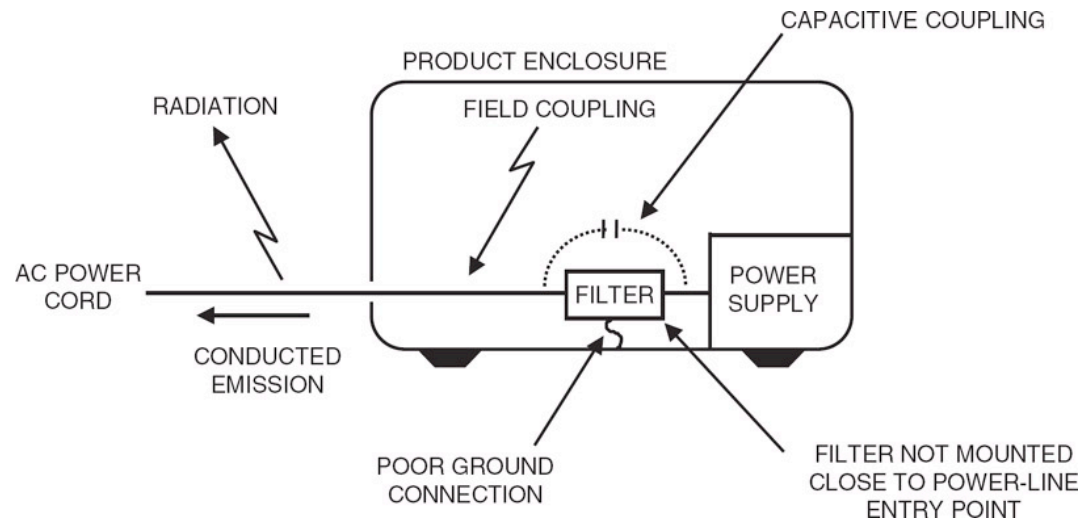 CAPACITIVE COUPLING
PRODUCT ENCLOSURE
RADIATION
FIELD COUPLING
AC POWER
CORD
FILTER
POWER
SUPPLY
CONDUCTED
EMISSION
POOR GROUND
CONNECTION
FILTER NOT MOUNTED
CLOSE TO POWER-LINE
ENTRY POINT